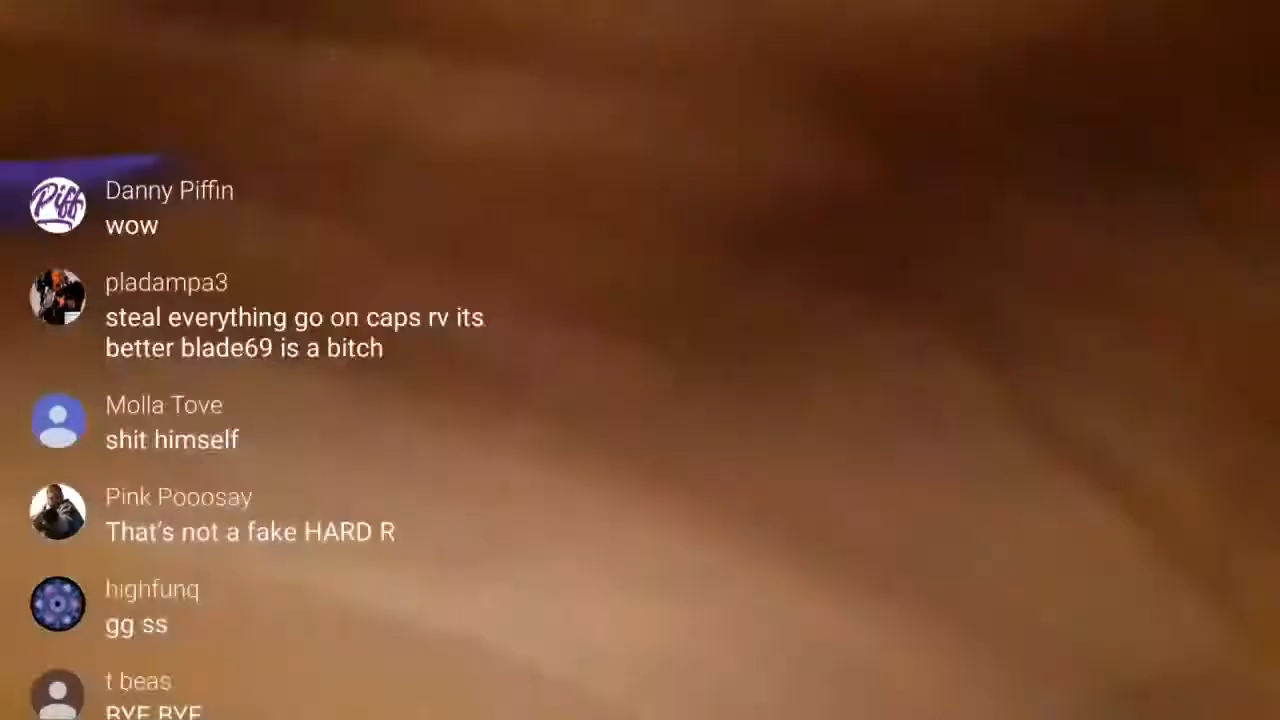 Piff
Danny Piffin
wow
pladampa3
steal everything go on caps rv its
better blade69 is a bitch
Molla Tove
shit himself
Pink Pooosay
That's not a fake HARD R
highfunq
gg ss
t beas
BYE BYE